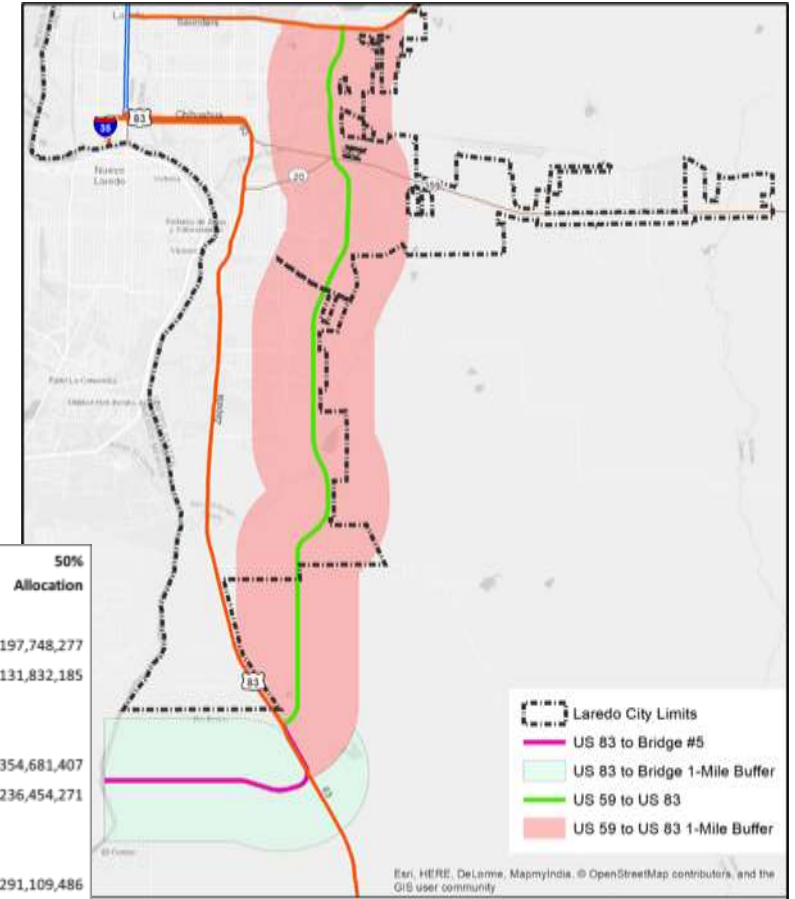 Saunders
83
35
Chihuahua
Nuevo
Laredo
20
359
Zapata
83
83
50%
Allocation
197,748,277
131,832,185
354,681,407
236,454,271
291,109,486
Laredo City Limits
US 83 to Bridge #5
US 83 to Bridge 1-Mile Buffer
US 59 to US 83
US 59 to US 83 1-Mile Buffer
Esri, HERE, DeLorme, MapmyIndia, © OpenStreetMap contributors, and the
GIS user community